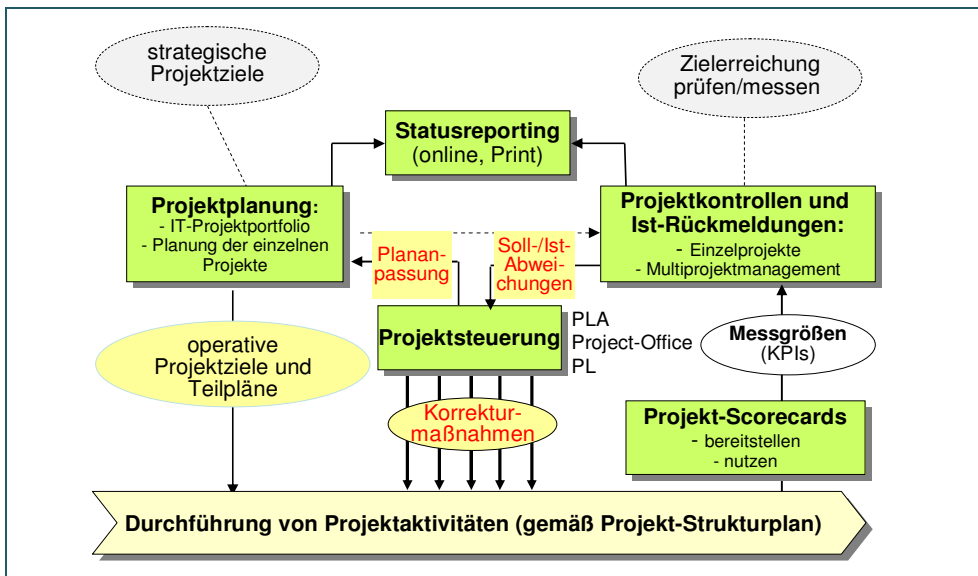 strategische
Projektziele
Zielerreichung
prüfen/messen
Statusreporting
(online, Print)
Projektplanung:
- IT-Projektportfolio
- Planung der einzelnen
Projekte
Projektkontrollen und
Ist-Rückmeldungen:
- Einzelprojekte
- Multiprojektmanagement
Planan-
passung
Soll-/Ist-
Abwei-
chungen
Projektsteuerung
PLA
Project-Office
PL
operative
Projektziele und
Teilpläne
Messgrößen
(KPIs)
Korrektur-
maßnahmen
Projekt-Scorecards
- bereitstellen
- nutzen
Durchführung von Projektaktivitäten (gemäß Projekt-Strukturplan)